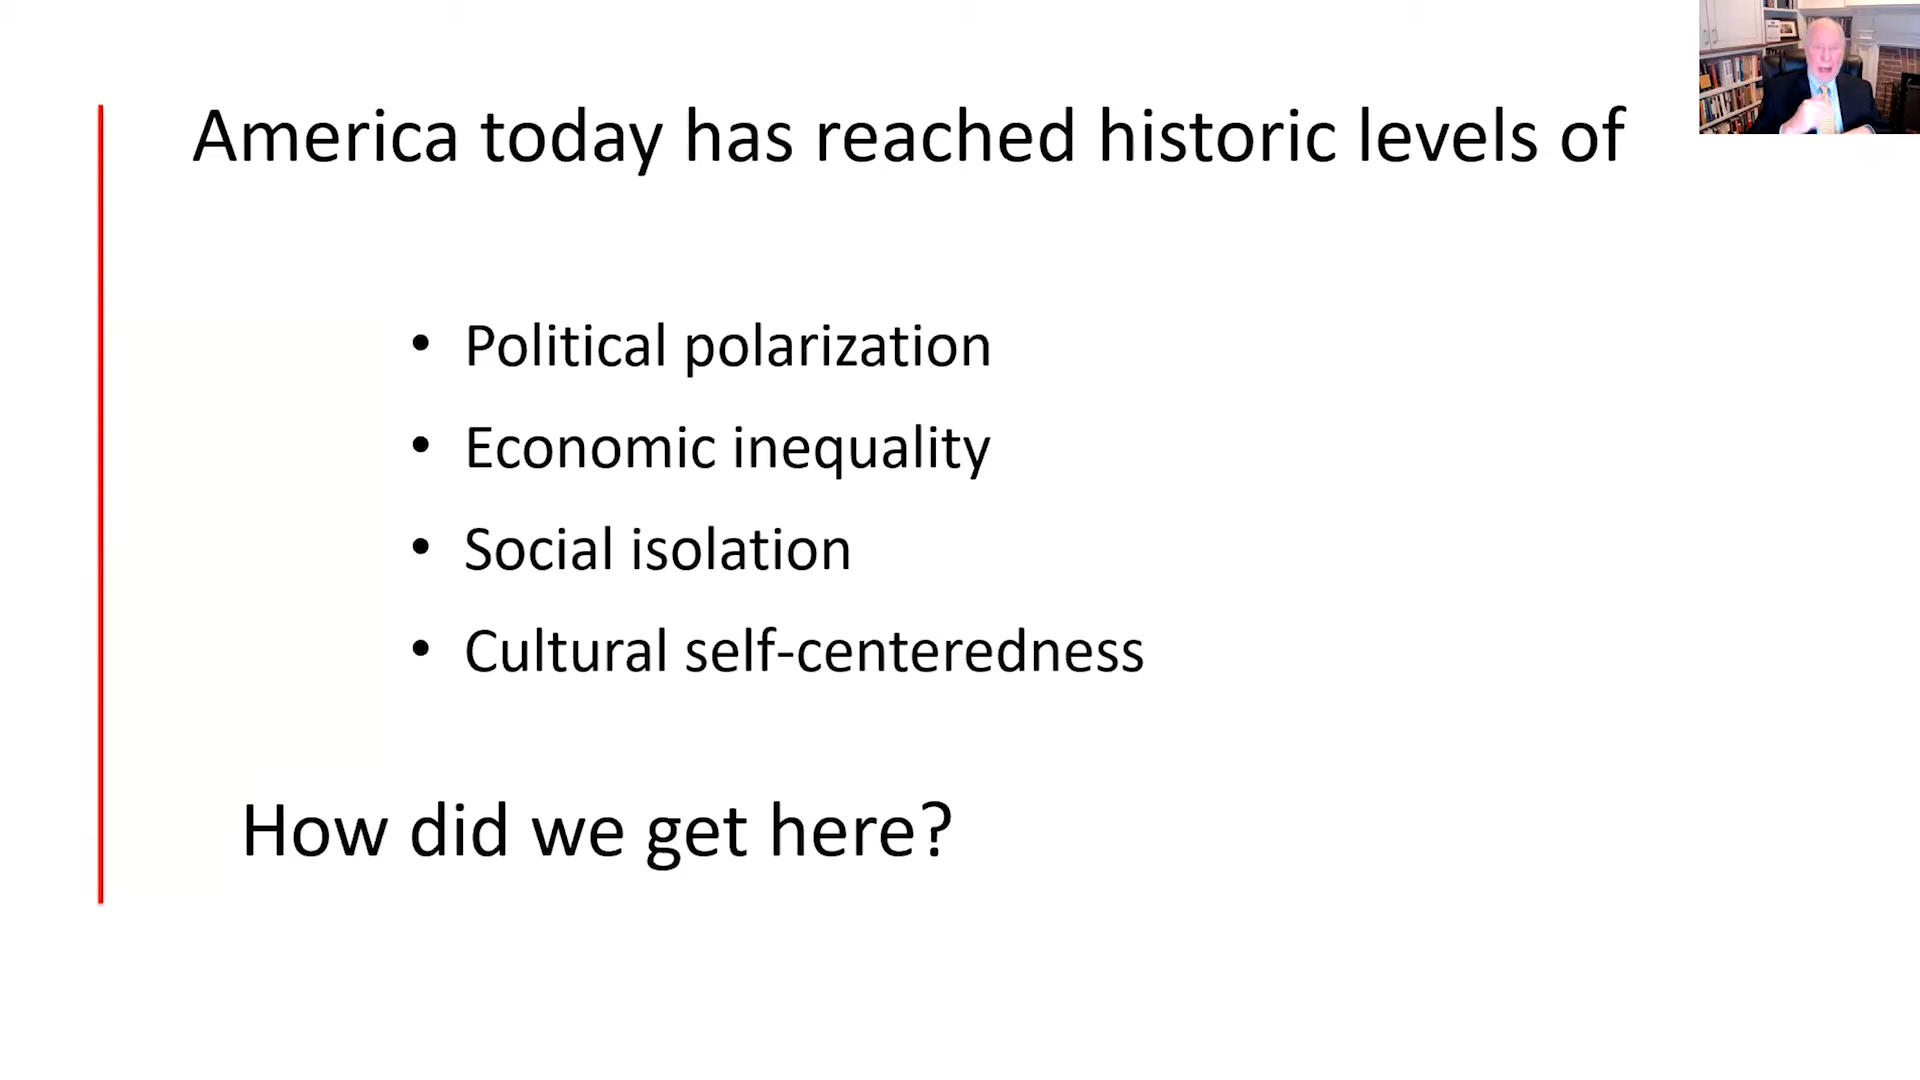 America today has reached historic levels of
• Political polarization
• Economic inequality
• Social isolation
• Cultural self-centeredness
How did we get here?